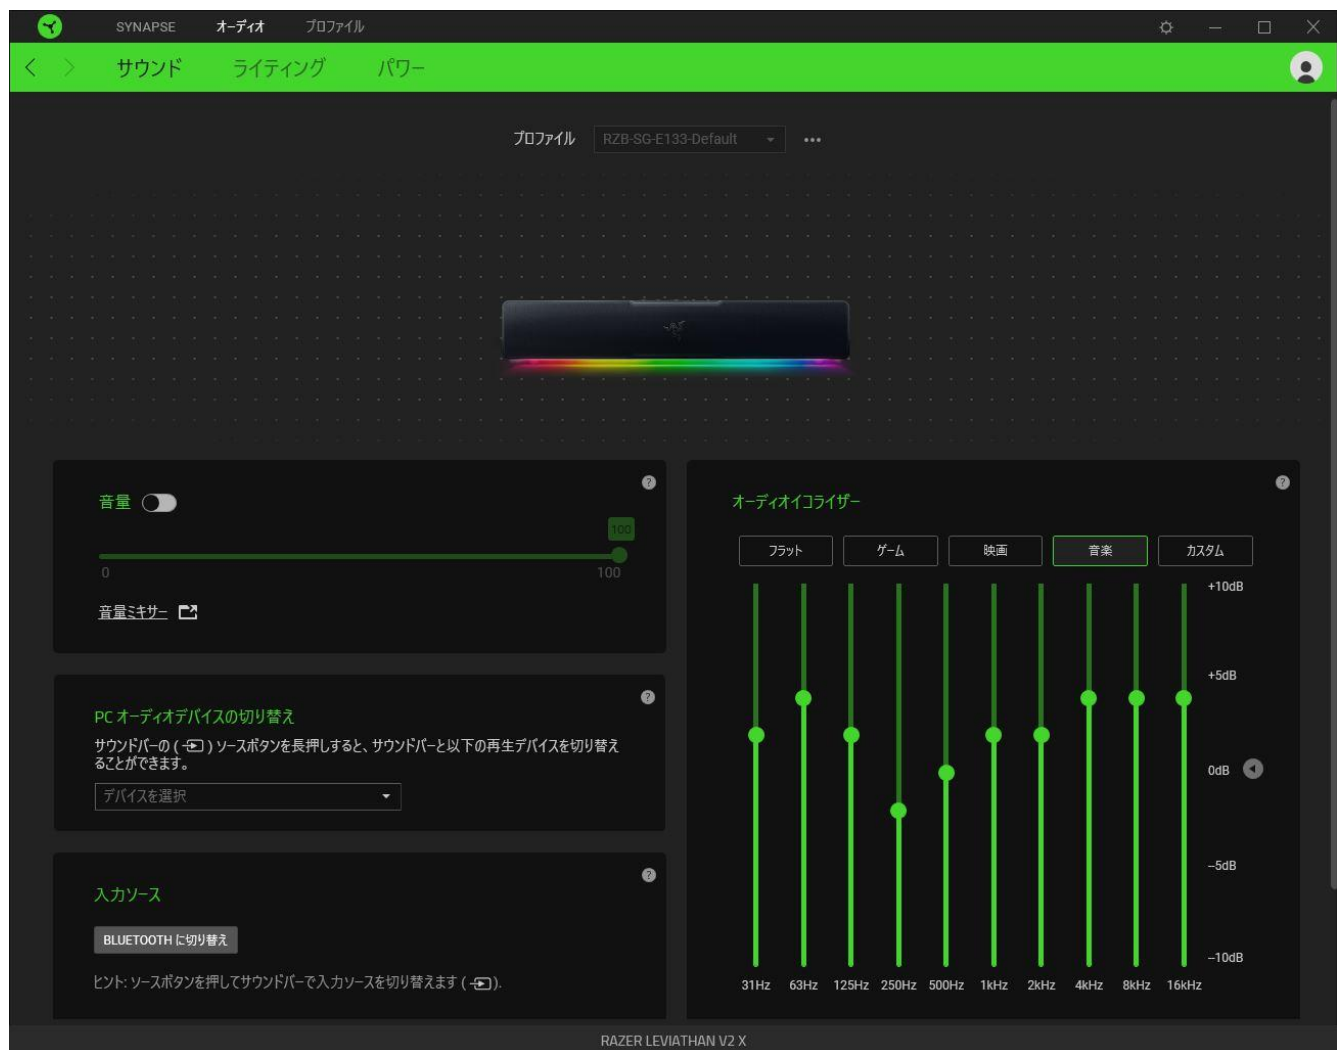 SYNAPSE オーディオ プロファイル
サウンド ライティング パワー
プロファイル RZB-SG-E133-Default
音量
100
0 100
音量ミキサー
PC オーディオデバイスの切り替え
サウンドバーの ( ) ソースボタンを長押しすると、サウンドバーと以下の再生デバイスを切り替え
ることができます。
デバイスを選択
入力ソース
BLUETOOTH に切り替え
ヒント: ソースボタンを押してサウンドバーで入力ソースを切り替えます ( ).
オーディオイコライザー
フラット ゲーム 映画 音楽 カスタム
+10dB
+5dB
0dB
–5dB
–10dB
31Hz 63Hz 125Hz 250Hz 500Hz 1kHz 2kHz 4kHz 8kHz 16kHz
RAZER LEVIATHAN V2 X